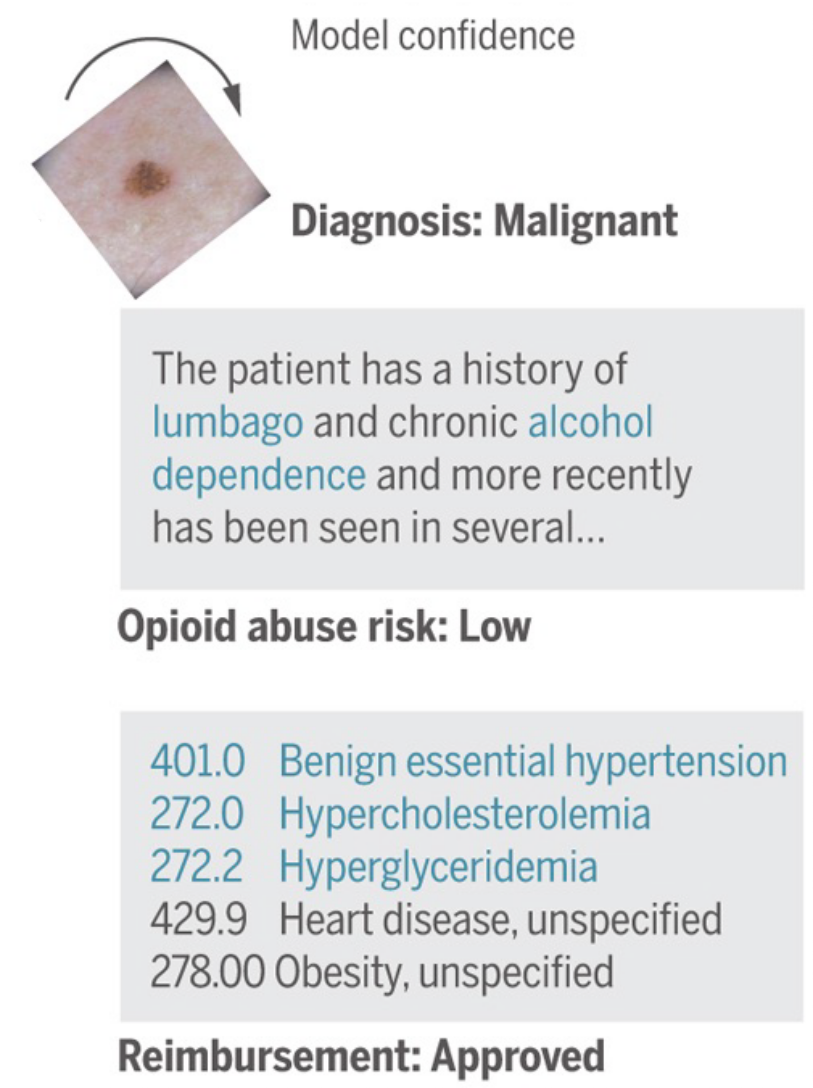 Model confidence
Diagnosis: Malignant
The patient has a history of
lumbago and chronic alcohol
dependence and more recently
has been seen in several...
Opioid abuse risk: Low
401.0 Benign essential hypertension
272.0 Hypercholesterolemia
272.2 Hyperglyceridemia
429.9 Heart disease, unspecified
278.00 Obesity, unspecified
Reimbursement: Approved